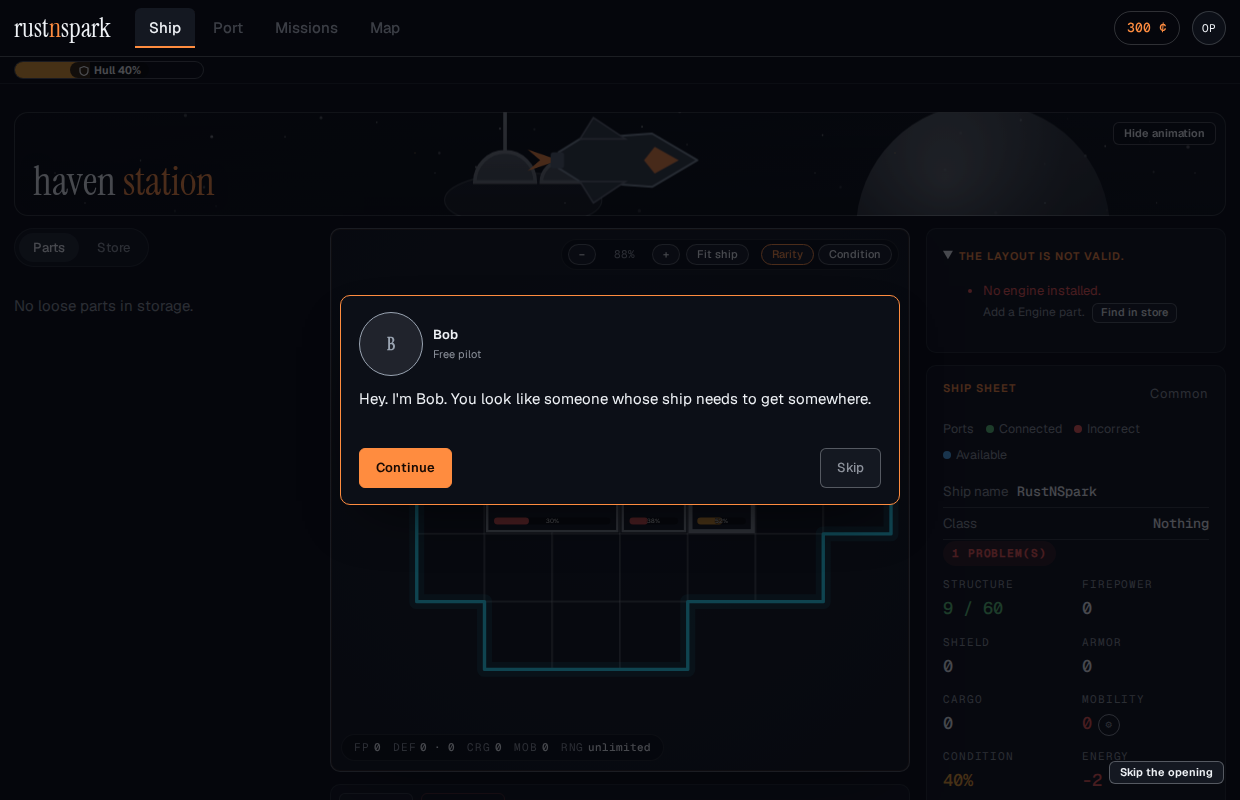 rustnspark
Ship
Port
Missions
Map
300 ¢
OP
Hull 40%
haven station
Hide animation
Parts
Store
No loose parts in storage.
−
88%
+
Fit ship
Rarity
Condition
Bob
B
Free pilot
Hey. I'm Bob. You look like someone whose ship needs to get somewhere.
Continue
Skip
30%
FP 0 DEF 0 · 0 CRG 0 MOB 0 RNG unlimited
THE LAYOUT IS NOT VALID.
No engine installed.
Add a Engine part. Find in store
SHIP SHEET
Common
Ports Connected Incorrect
Available
Ship name RustNSpark
Class Nothing
1 PROBLEM(S)
STRUCTURE FIREPOWER
9 / 60 0
SHIELD ARMOR
0 0
CARGO MOBILITY
0 0
CONDITION ENERGY
40% −2
Skip the opening